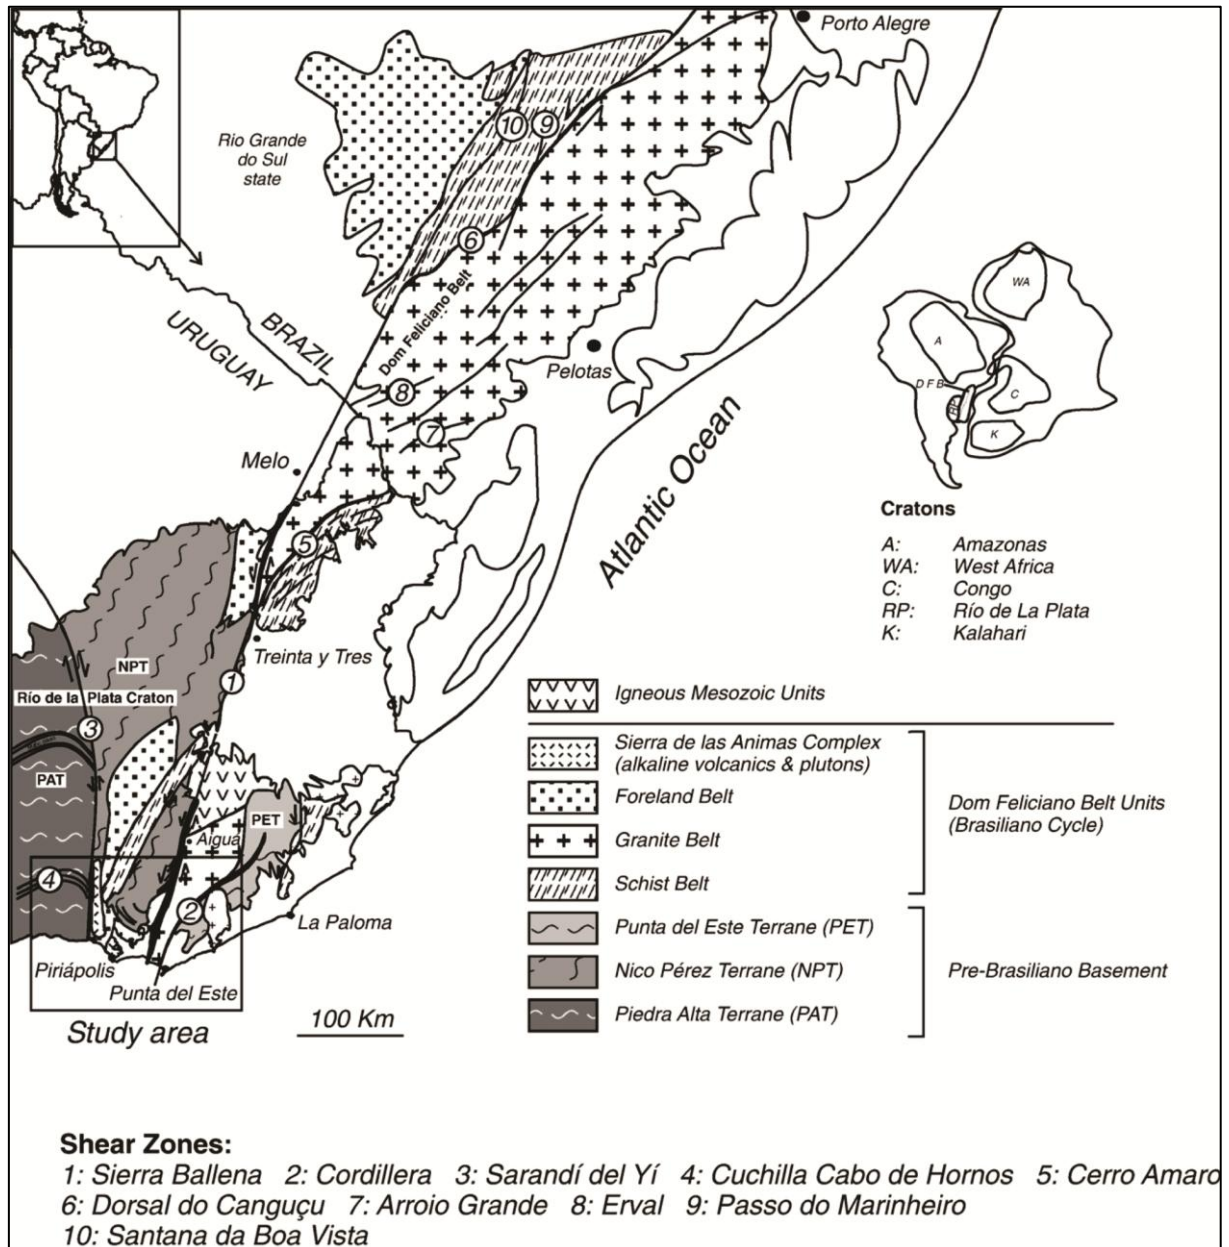 Porto Alegre
Rio Grande
do Sul
state
10
9
6
Dom Feliciano Belt
BRAZIL
URUGUAY
Pelotas
8
7
Melo
5
Atlantic Ocean
WA
A
D F B
C
K
Cratons
A: Amazonas
WA: West Africa
C: Congo
RP: Río de La Plata
K: Kalahari
Treinta y Tres
NPT
1
Río de la Plata Craton
3
PAT
PET
Aigua
4
2
La Paloma
Piriápolis
Punta del Este
Study area
100 Km
Igneous Mesozoic Units
Sierra de las Animas Complex
(alkaline volcanics & plutons)
Foreland Belt
Granite Belt
Schist Belt
Dom Feliciano Belt Units
(Brasiliano Cycle)
Punta del Este Terrane (PET)
Nico Pérez Terrane (NPT)
Piedra Alta Terrane (PAT)
Pre-Brasiliano Basement
Shear Zones:
1: Sierra Ballena 2: Cordillera 3: Sarandí del Yí 4: Cuchilla Cabo de Hornos 5: Cerro Amaro
6: Dorsal do Canguçu 7: Arroio Grande 8: Erval 9: Passo do Marinheiro
10: Santana da Boa Vista